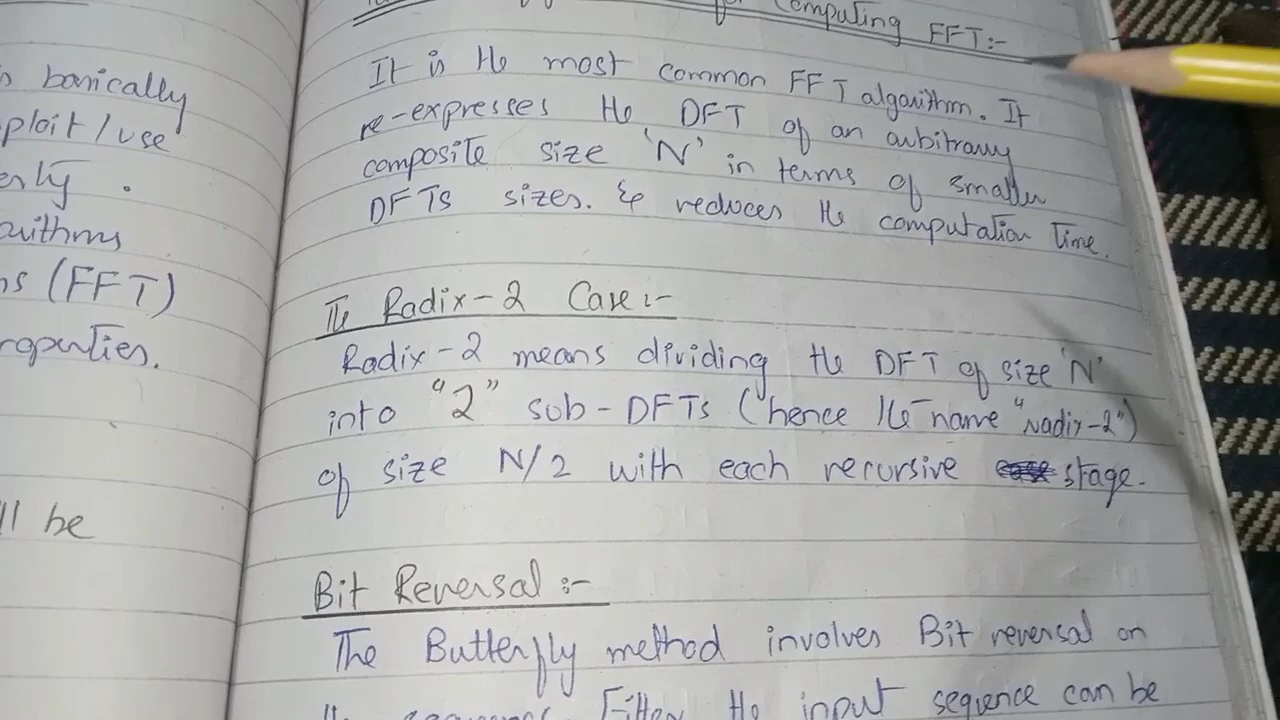 basically
ploit/use
erly .
ns (FFT)
roperties.
ll be
Computing FFT:-
It is the most common FFT algorithm. It
re-expresses the DFT of an arbitrary
composite size 'N' in terms of smaller
DFTs sizes. & reduces the computation Time.
The Radix-2 Case:-
Radix-2 means dividing the DFT of size 'N'
into "2" sub-DFTs (hence the name "radix-2")
of size N/2 with each recursive stage.
Bit Reversal:-
The Butterfly method involves Bit reversal on
Either the input sequence can be